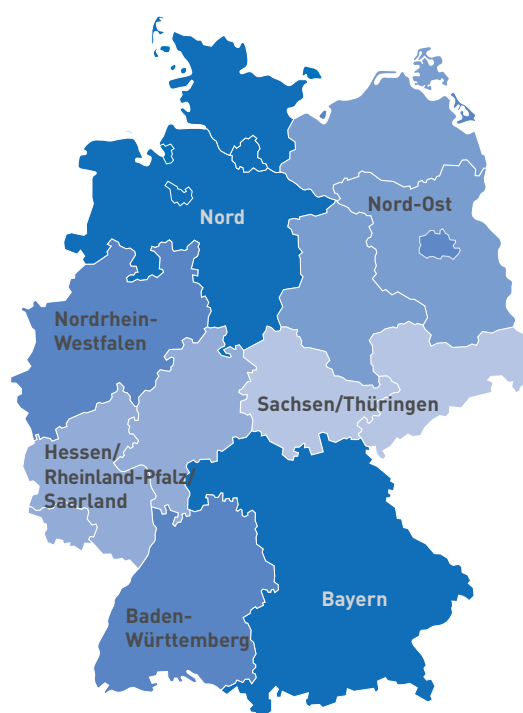 Nord-Ost
Nord
Nordrhein-
Westfalen
Sachsen/Thüringen
Hessen/
Rheinland-Pfalz/
Saarland
Bayern
Baden-
Württemberg